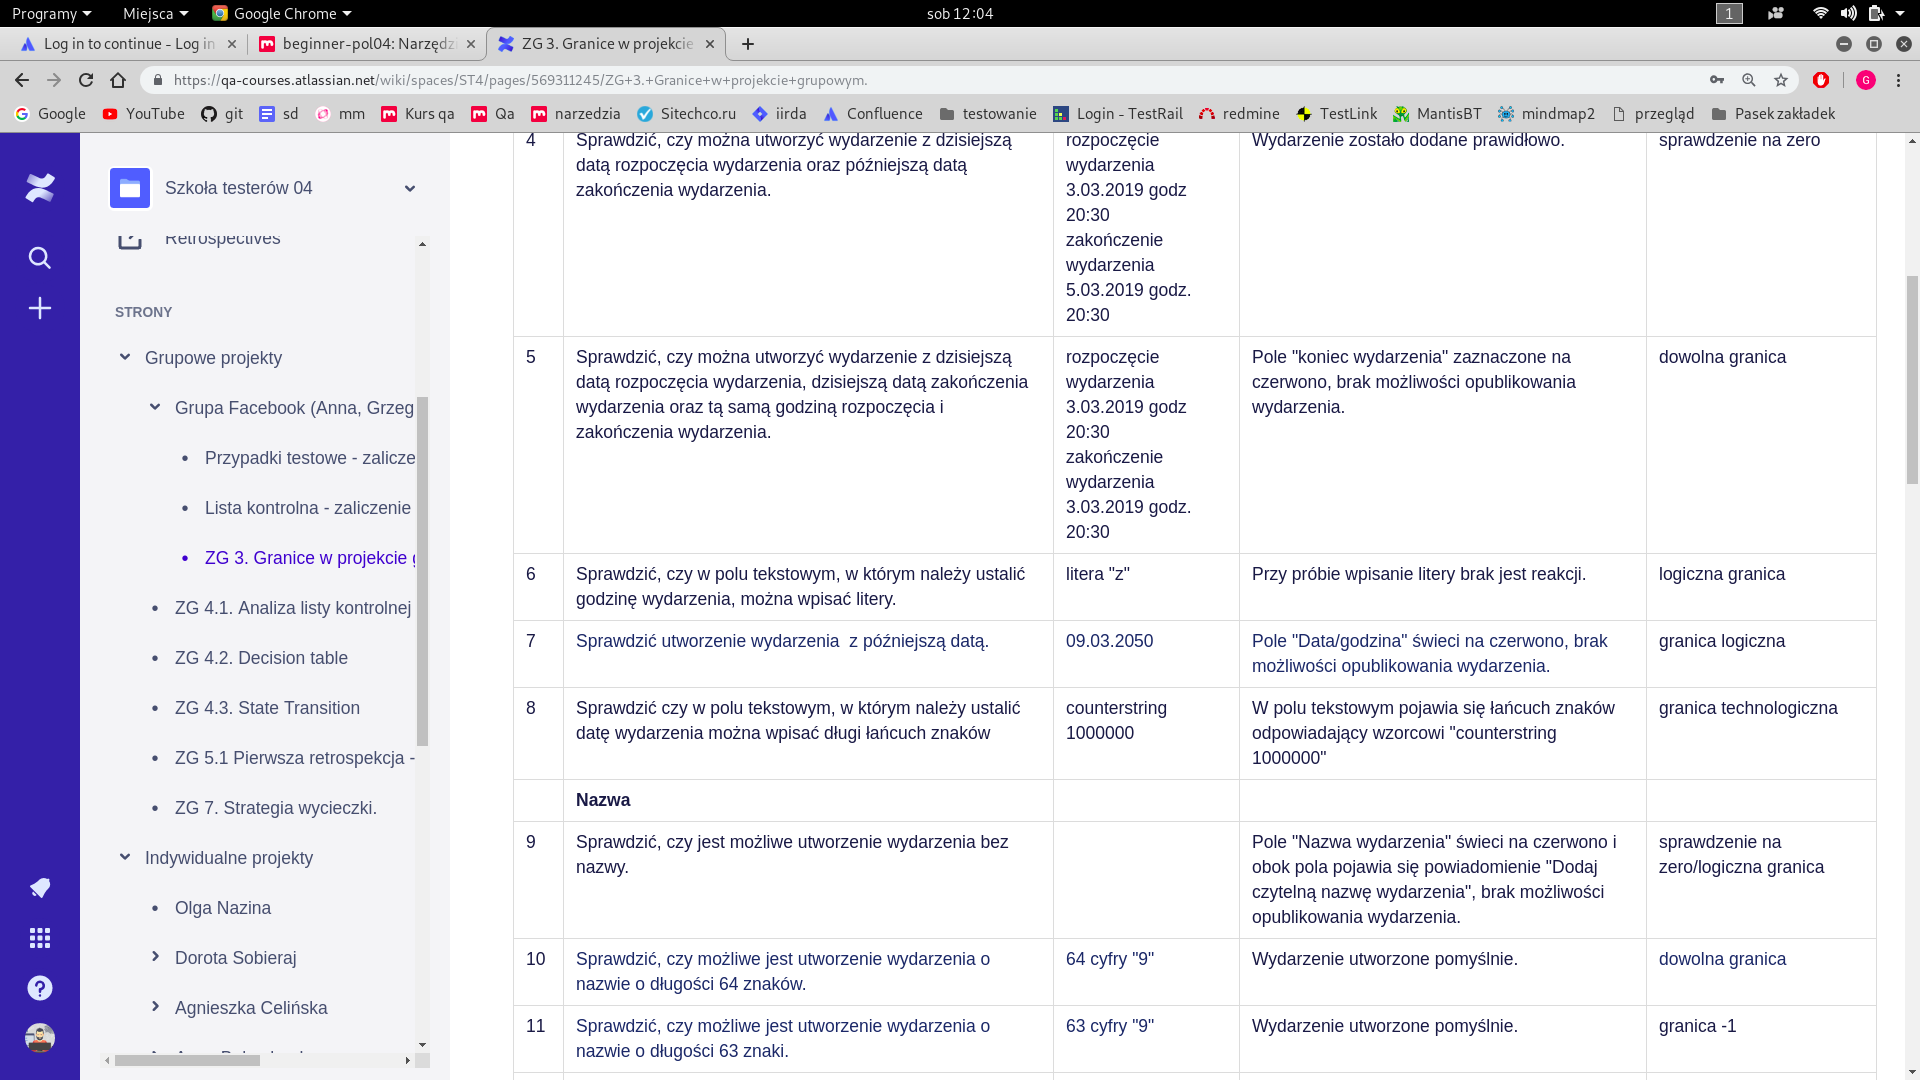 Programy
Miejsca
Google Chrome
sob 12:04
1
Log in to continue - Log in
beginner-pol04: Narzędzi
ZG 3. Granice w projekcie
https://qa-courses.atlassian.net/wiki/spaces/ST4/pages/569311245/ZG+3.+Granice+w+projekcie+grupowym.
G
Google
YouTube
git
sd
mm
Kurs qa
Qa
narzedzia
Sitechco.ru
iirda
Confluence
testowanie
Login - TestRail
redmine
TestLink
MantisBT
mindmap2
przegląd
Pasek zakładek
Szkoła testerów 04
Retrospectives
STRONY
Grupowe projekty
Grupa Facebook (Anna, Grzeg
Przypadki testowe - zalicze
Lista kontrolna - zaliczenie
ZG 3. Granice w projekcie g
ZG 4.1. Analiza listy kontrolnej
ZG 4.2. Decision table
ZG 4.3. State Transition
ZG 5.1 Pierwsza retrospekcja -
ZG 7. Strategia wycieczki.
Indywidualne projekty
Olga Nazina
Dorota Sobieraj
Agnieszka Celińska
4
Sprawdzić, czy można utworzyć wydarzenie z dzisiejszą
datą rozpoczęcia wydarzenia oraz późniejszą datą
zakończenia wydarzenia.
rozpoczęcie
wydarzenia
3.03.2019 godz
20:30
zakończenie
wydarzenia
5.03.2019 godz.
20:30
Wydarzenie zostało dodane prawidłowo.
sprawdzenie na zero
5
Sprawdzić, czy można utworzyć wydarzenie z dzisiejszą
datą rozpoczęcia wydarzenia, dzisiejszą datą zakończenia
wydarzenia oraz tą samą godziną rozpoczęcia i
zakończenia wydarzenia.
rozpoczęcie
wydarzenia
3.03.2019 godz
20:30
zakończenie
wydarzenia
3.03.2019 godz.
20:30
Pole "koniec wydarzenia" zaznaczone na
czerwono, brak możliwości opublikowania
wydarzenia.
dowolna granica
6
Sprawdzić, czy w polu tekstowym, w którym należy ustalić
godzinę wydarzenia, można wpisać litery.
litera "z"
Przy próbie wpisanie litery brak jest reakcji.
logiczna granica
7
Sprawdzić utworzenie wydarzenia  z późniejszą datą.
09.03.2050
Pole "Data/godzina" świeci na czerwono, brak
możliwości opublikowania wydarzenia.
granica logiczna
8
Sprawdzić czy w polu tekstowym, w którym należy ustalić
datę wydarzenia można wpisać długi łańcuch znaków
counterstring
1000000
W polu tekstowym pojawia się łańcuch znaków
odpowiadający wzorcowi "counterstring
1000000"
granica technologiczna
Nazwa
9
Sprawdzić, czy jest możliwe utworzenie wydarzenia bez
nazwy.
Pole "Nazwa wydarzenia" świeci na czerwono i
obok pola pojawia się powiadomienie "Dodaj
czytelną nazwę wydarzenia", brak możliwości
opublikowania wydarzenia.
sprawdzenie na
zero/logiczna granica
10
Sprawdzić, czy możliwe jest utworzenie wydarzenia o
nazwie o długości 64 znaków.
64 cyfry "9"
Wydarzenie utworzone pomyślnie.
dowolna granica
11
Sprawdzić, czy możliwe jest utworzenie wydarzenia o
nazwie o długości 63 znaki.
63 cyfry "9"
Wydarzenie utworzone pomyślnie.
granica -1